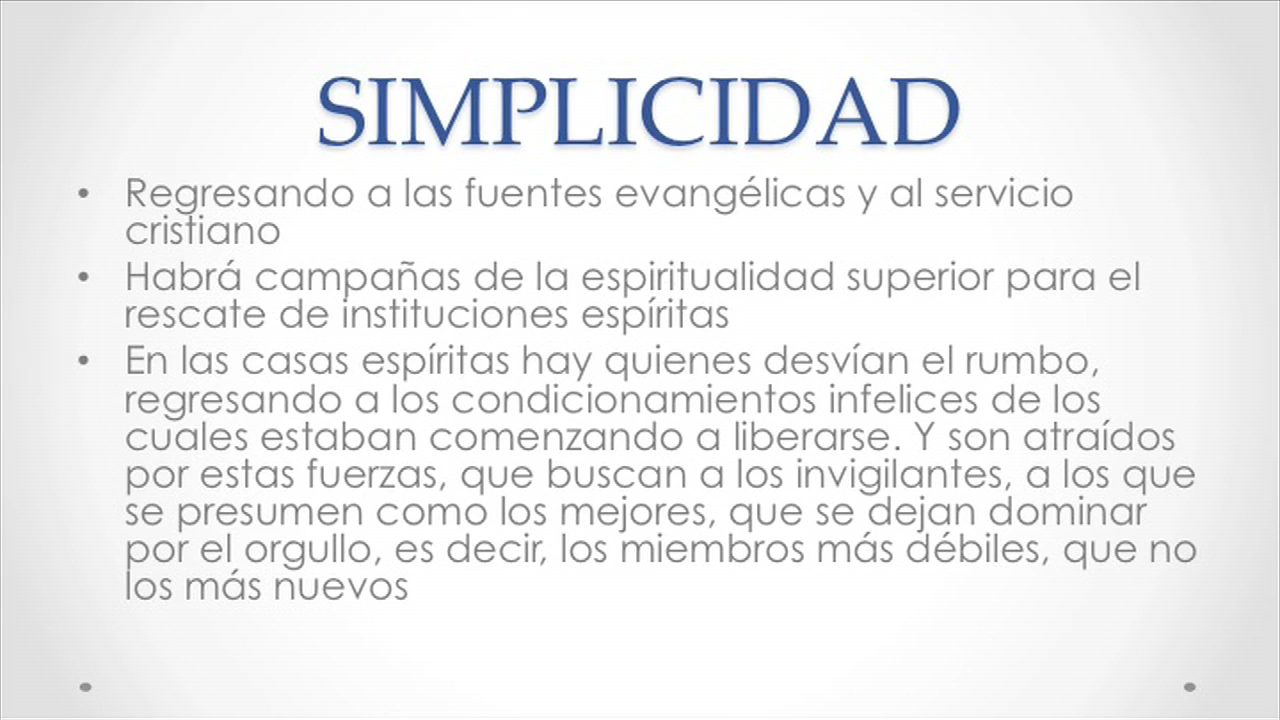 SIMPLICIDAD
• Regresando a las fuentes evangélicas y al servicio
cristiano
• Habrá campañas de la espiritualidad superior para el
rescate de instituciones espíritas
• En las casas espíritas hay quienes desvían el rumbo,
regresando a los condicionamientos infelices de los
cuales estaban comenzando a liberarse. Y son atraídos
por estas fuerzas, que buscan a los invigilantes, a los que
se presumen como los mejores, que se dejan dominar
por el orgullo, es decir, los miembros más débiles, que no
los más nuevos